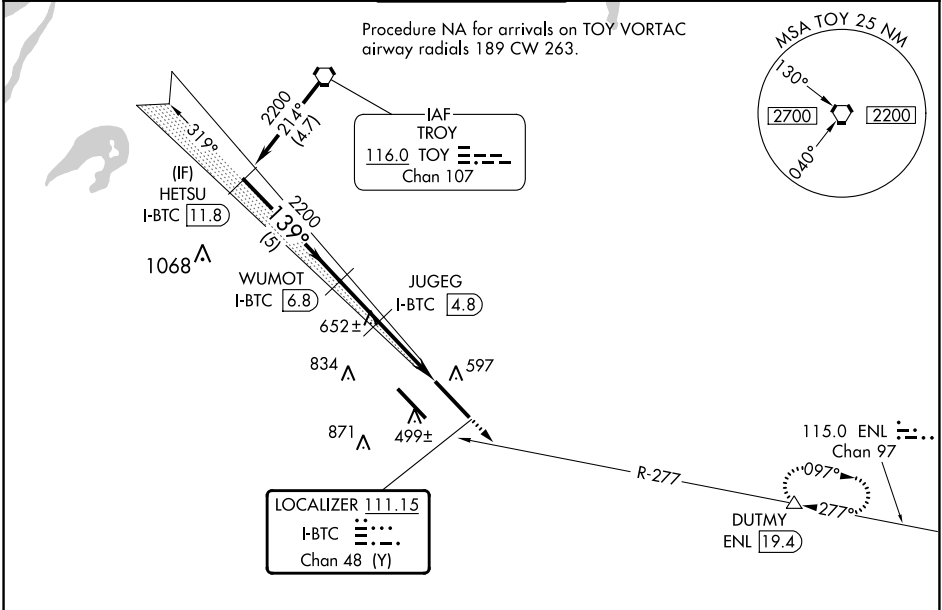 Procedure NA for arrivals on TOY VORTAC
airway radials 189 CW 263.
MSA TOY 25 NM
130°
2700
2200
040°
2200
214°
(4.7)
IAF
TROY
116.0 TOY
Chan 107
319°
(IF)
HETSU
I-BTC 11.8
2200
139°
(5)
1068
WUMOT
I-BTC 6.8
JUGEG
I-BTC 4.8
652±
834
597
871
499±
115.0 ENL
Chan 97
R-277
097°
277°
DUTMY
ENL 19.4
LOCALIZER 111.15
I-BTC
Chan 48 (Y)